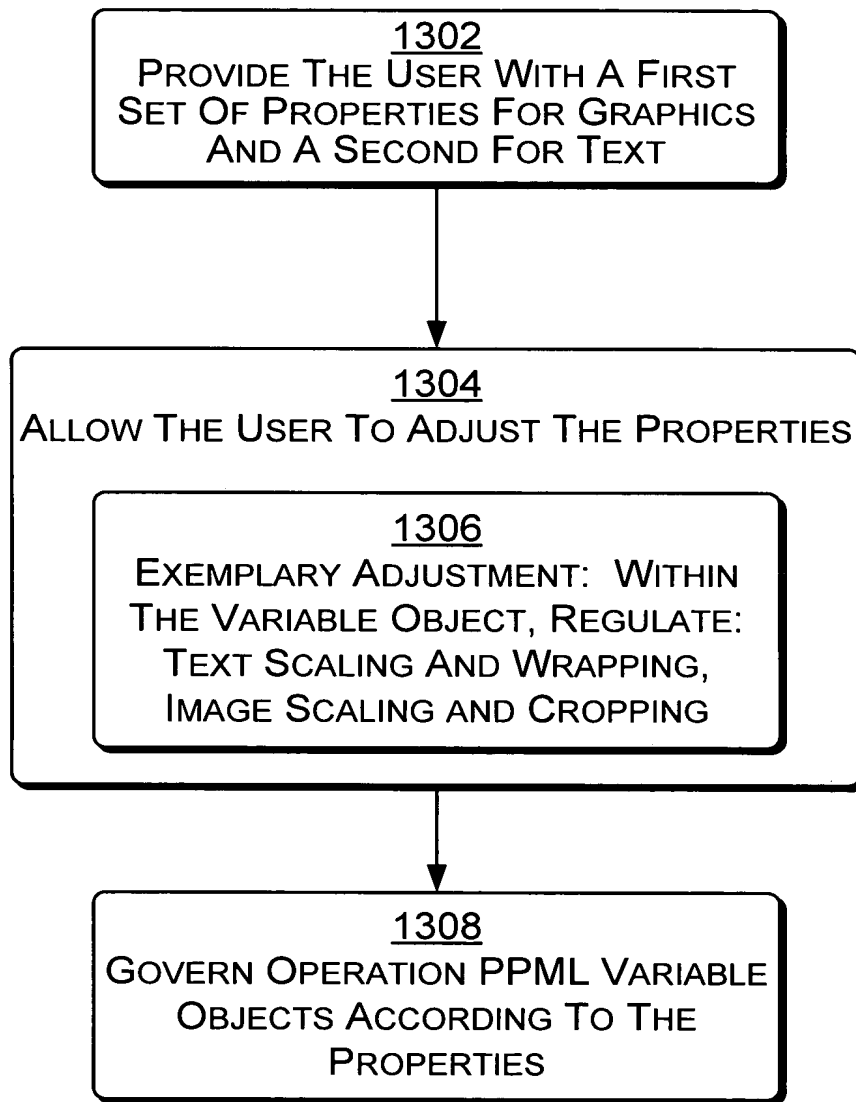 1302
PROVIDE THE USER WITH A FIRST
SET OF PROPERTIES FOR GRAPHICS
AND A SECOND FOR TEXT
1304
ALLOW THE USER TO ADJUST THE PROPERTIES
1306
EXEMPLARY ADJUSTMENT: WITHIN
THE VARIABLE OBJECT, REGULATE:
TEXT SCALING AND WRAPPING,
IMAGE SCALING AND CROPPING
1308
GOVERN OPERATION PPML VARIABLE
OBJECTS ACCORDING TO THE
PROPERTIES